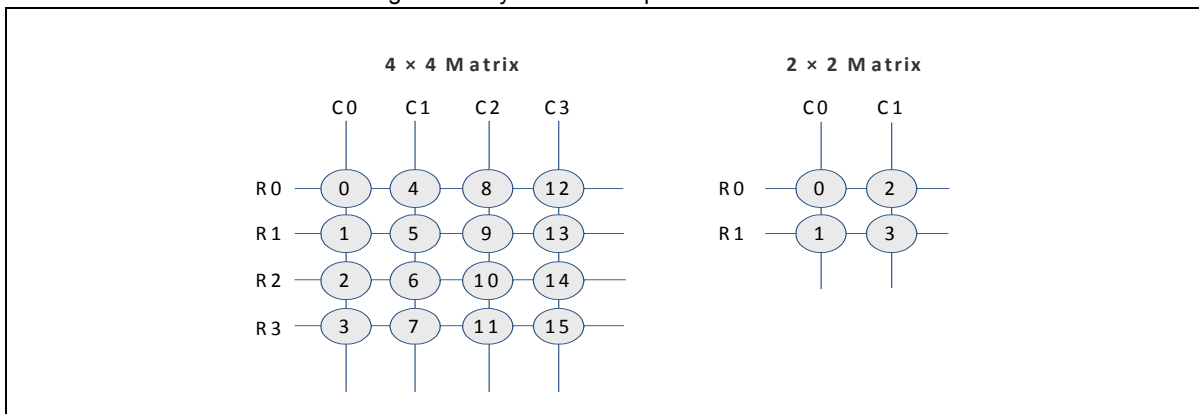 4 × 4 Matrix 2 × 2 Matrix
C0 C1 C2 C3 C0 C1
R0 0 4 8 12 R0 0 2
R1 1 5 9 13 R1 1 3
R2 2 6 10 14
R3 3 7 11 15